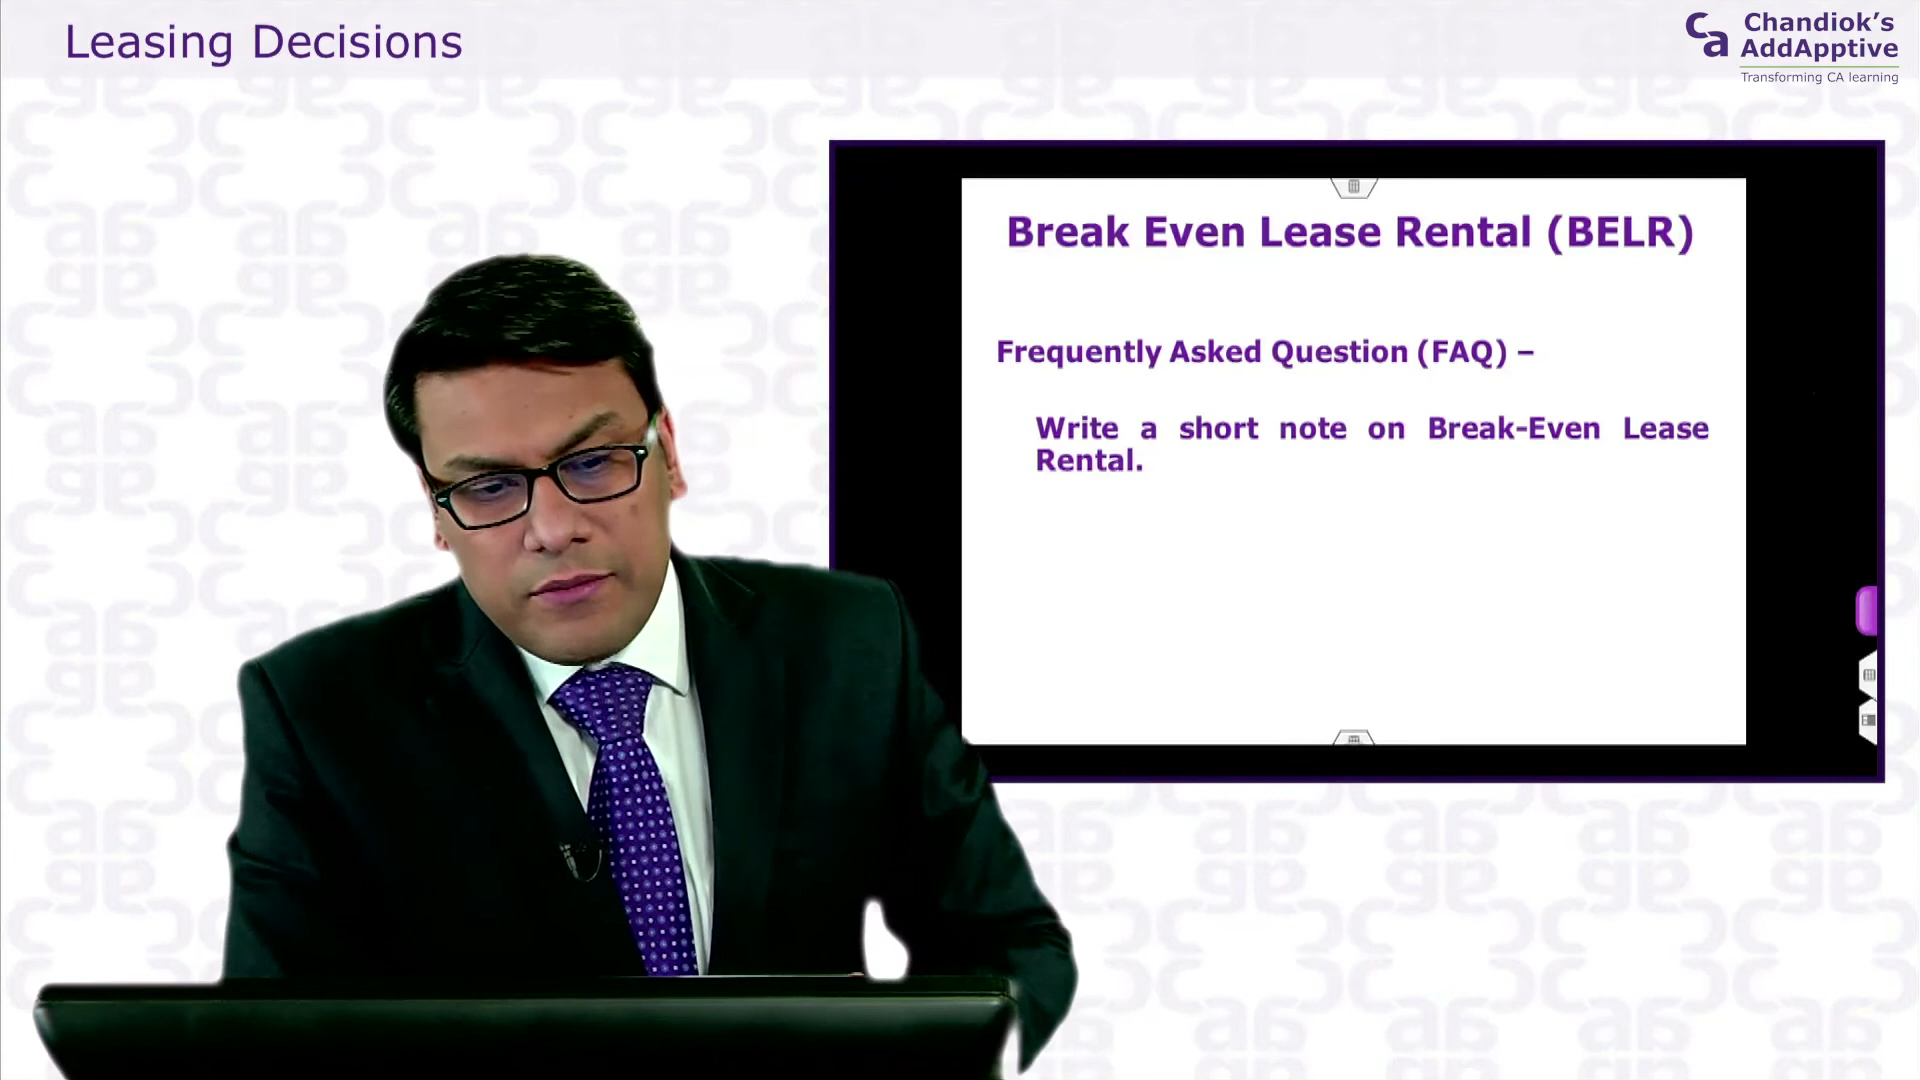 Leasing Decisions
Chandiok's
AddApptive
Transforming CA learning
Break Even Lease Rental (BELR)
Frequently Asked Question (FAQ) –
Write a short note on Break-Even Lease
Rental.